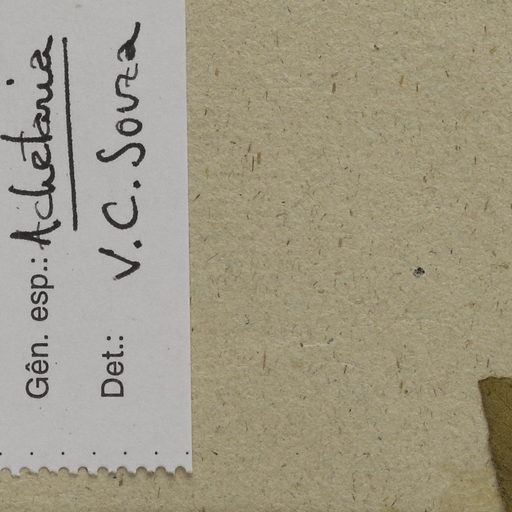 Gên. esp.: Achetaria
Det.: V. C. Souza